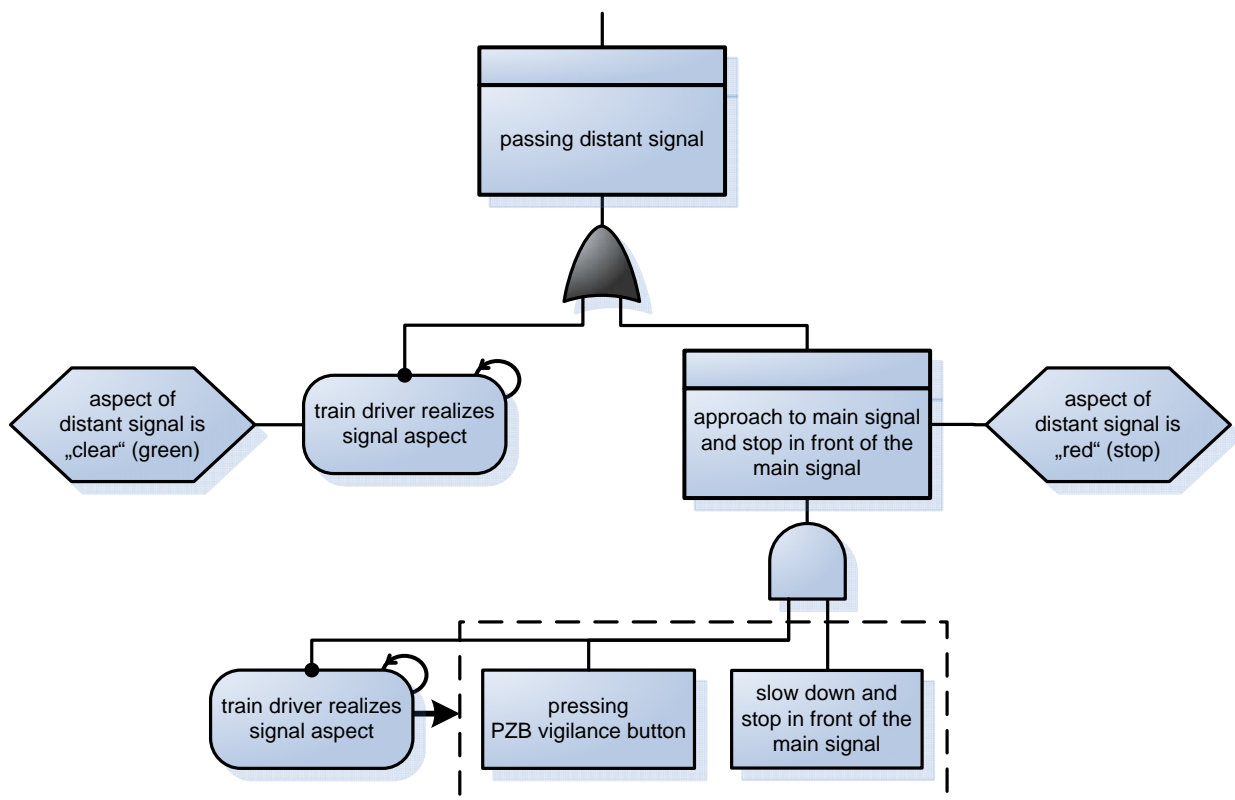 passing distant signal
aspect of
distant signal is
„clear“ (green)
train driver realizes
signal aspect
approach to main signal
and stop in front of the
main signal
aspect of
distant signal is
„red“ (stop)
train driver realizes
signal aspect
pressing
PZB vigilance button
slow down and
stop in front of the
main signal